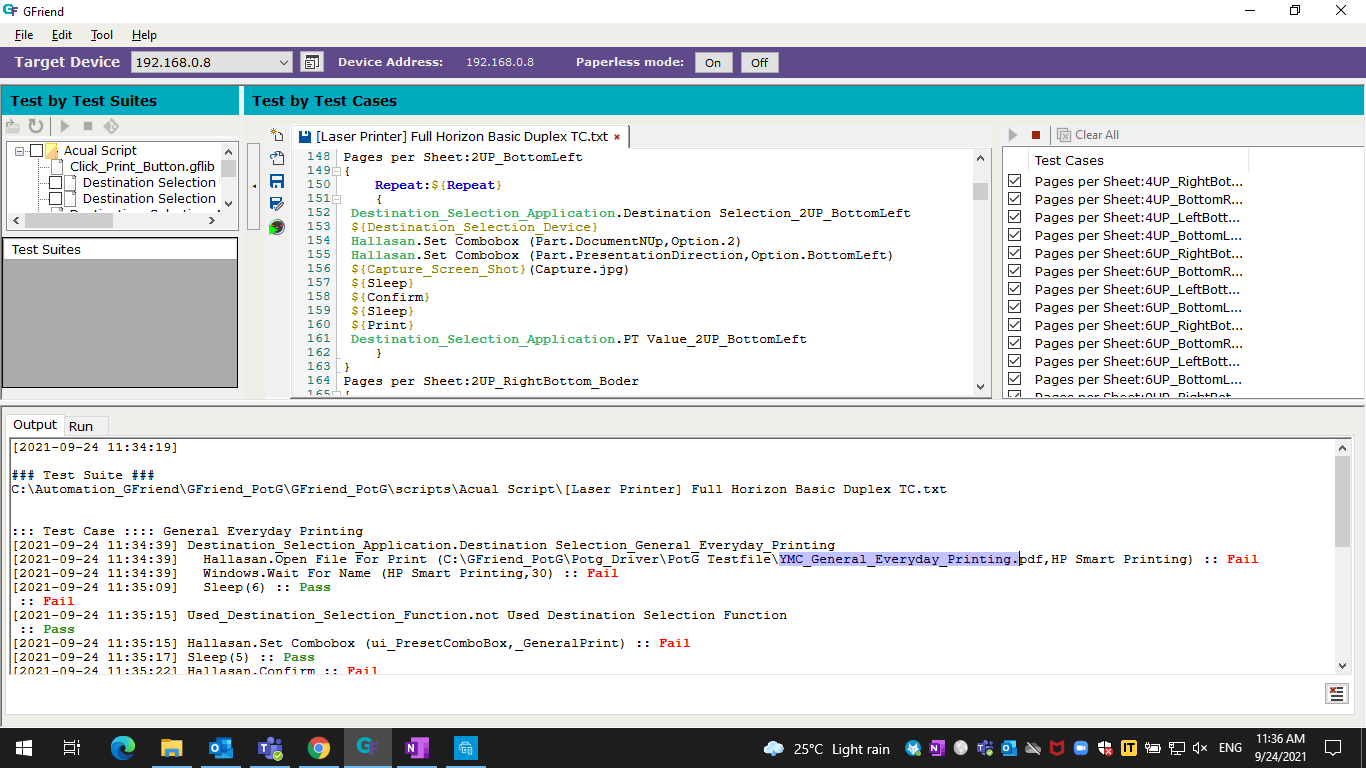 GFriend
File Edit Tool Help
Target Device 192.168.0.8 Device Address: 192.168.0.8 Paperless mode: On Off
Test by Test Suites
Test by Test Cases
Acual Script
Click_Print_Button.gflib
Destination Selection
Destination Selection
Test Suites
[Laser Printer] Full Horizon Basic Duplex TC.txt
148 Pages per Sheet:2UP_BottomLeft
149 {
150 Repeat:${Repeat}
151 {
152 Destination_Selection_Application.Destination Selection_2UP_BottomLeft
153 ${Destination_Selection_Device}
154 Hallasan.Set Combobox (Part.DocumentNUp,Option.2)
155 Hallasan.Set Combobox (Part.PresentationDirection,Option.BottomLeft)
156 ${Capture_Screen_Shot}(Capture.jpg)
157 ${Sleep}
158 ${Confirm}
159 ${Sleep}
160 ${Print}
161 Destination_Selection_Application.PT Value_2UP_BottomLeft
162 }
163 }
164 Pages per Sheet:2UP_RightBottom_Boder
165 {
Clear All
Test Cases
Pages per Sheet:4UP_RightBot...
Pages per Sheet:4UP_BottomR...
Pages per Sheet:4UP_LeftBott...
Pages per Sheet:4UP_BottomL...
Pages per Sheet:6UP_RightBot...
Pages per Sheet:6UP_BottomR...
Pages per Sheet:6UP_LeftBott...
Pages per Sheet:6UP_BottomL...
Pages per Sheet:6UP_RightBot...
Pages per Sheet:6UP_BottomR...
Pages per Sheet:6UP_LeftBott...
Pages per Sheet:6UP_BottomL...
Pages per Sheet:9UP_RightBot...
Output Run
[2021-09-24 11:34:19]
### Test Suite ###
C:\Automation_GFriend\GFriend_PotG\GFriend_PotG\scripts\Acual Script\[Laser Printer] Full Horizon Basic Duplex TC.txt
::: Test Case :::: General Everyday Printing
[2021-09-24 11:34:39] Destination_Selection_Application.Destination Selection_General_Everyday_Printing
[2021-09-24 11:34:39] Hallasan.Open File For Print (C:\GFriend_PotG\Potg_Driver\PotG Testfile\YMC_General_Everyday_Printing.pdf,HP Smart Printing) :: Fail
[2021-09-24 11:34:39] Windows.Wait For Name (HP Smart Printing,30) :: Fail
[2021-09-24 11:35:09] Sleep(6) :: Pass
:: Fail
[2021-09-24 11:35:15] Used_Destination_Selection_Function.not Used Destination Selection Function
:: Pass
[2021-09-24 11:35:15] Hallasan.Set Combobox (ui_PresetComboBox,_GeneralPrint) :: Fail
[2021-09-24 11:35:17] Sleep(5) :: Pass
[2021-09-24 11:35:22] Hallasan.Confirm :: Fail
25°C Light rain
IT
ENG
11:36 AM
9/24/2021